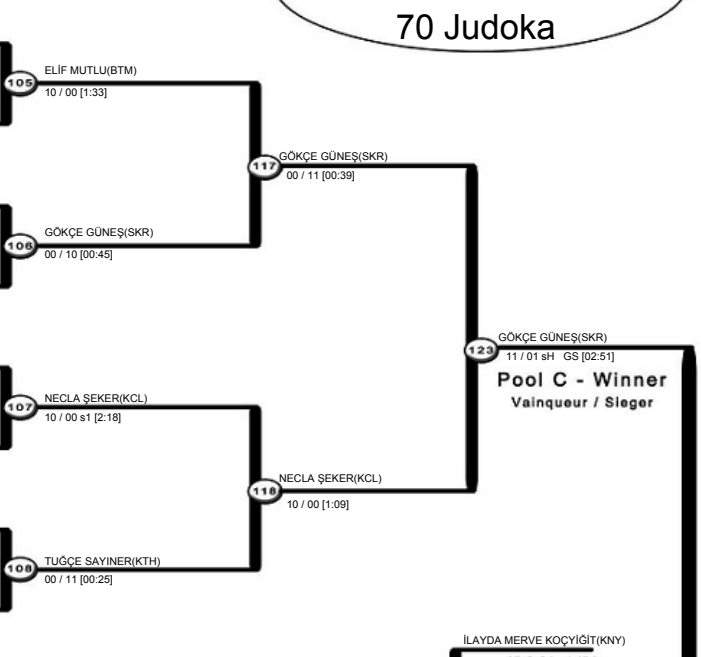 70 Judoka
105
ELİF MUTLU(BTM)
10 / 00 [1:33]
117
GÖKÇE GÜNEŞ(SKR)
00 / 11 [00:39]
106
GÖKÇE GÜNEŞ(SKR)
00 / 10 [00:45]
123
GÖKÇE GÜNEŞ(SKR)
11 / 01 sH GS [02:51]
Pool C - Winner
Vainqueur / Sieger
107
NECLA ŞEKER(KCL)
10 / 00 s1 [2:18]
118
NECLA ŞEKER(KCL)
10 / 00 [1:09]
108
TUĞÇE SAYINER(KTH)
00 / 11 [00:25]
İLAYDA MERVE KOÇYİĞİT(KNY)